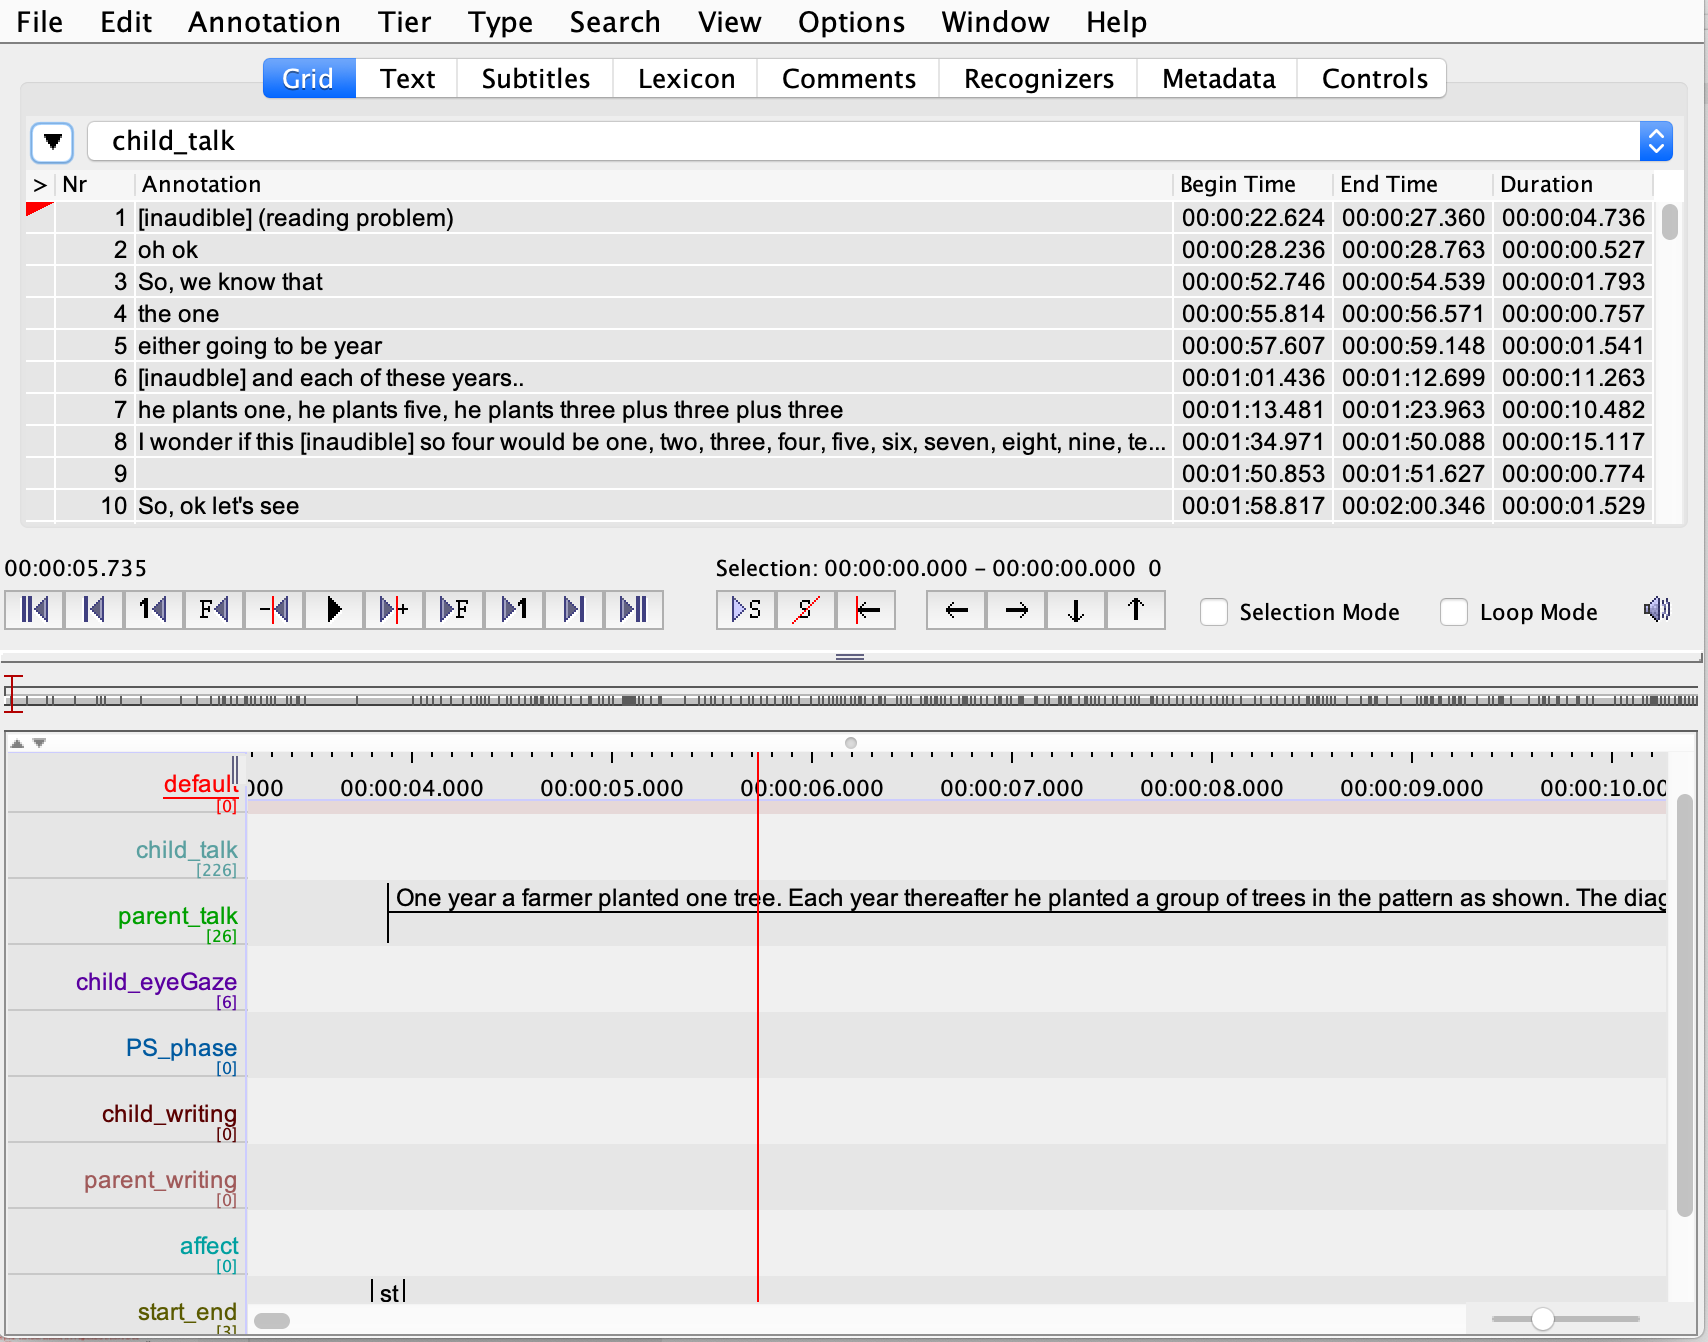 File Edit Annotation Tier Type Search View Options Window Help
Grid Text Subtitles Lexicon Comments Recognizers Metadata Controls
child_talk
> Nr Annotation Begin Time End Time Duration
1 [inaudible] (reading problem) 00:00:22.624 00:00:27.360 00:00:04.736
2 oh ok 00:00:28.236 00:00:28.763 00:00:00.527
3 So, we know that 00:00:52.746 00:00:54.539 00:00:01.793
4 the one 00:00:55.814 00:00:56.571 00:00:00.757
5 either going to be year 00:00:57.607 00:00:59.148 00:00:01.541
6 [inaudble] and each of these years.. 00:01:01.436 00:01:12.699 00:00:11.263
7 he plants one, he plants five, he plants three plus three plus three 00:01:13.481 00:01:23.963 00:00:10.482
8 I wonder if this [inaudible] so four would be one, two, three, four, five, six, seven, eight, nine, te... 00:01:34.971 00:01:50.088 00:00:15.117
9 00:01:50.853 00:01:51.627 00:00:00.774
10 So, ok let's see 00:01:58.817 00:02:00.346 00:00:01.529
00:00:05.735 Selection: 00:00:00.000 - 00:00:00.000 0
1 F + F 1 S S Selection Mode Loop Mode
default 000 00:00:04.000 00:00:05.000 00:00:06.000 00:00:07.000 00:00:08.000 00:00:09.000 00:00:10.00
[0]
child_talk
[226]
One year a farmer planted one tree. Each year thereafter he planted a group of trees in the pattern as shown. The diag
parent_talk
[26]
child_eyeGaze
[6]
PS_phase
[0]
child_writing
[0]
parent_writing
[0]
affect
[0]
st
start_end
[3]